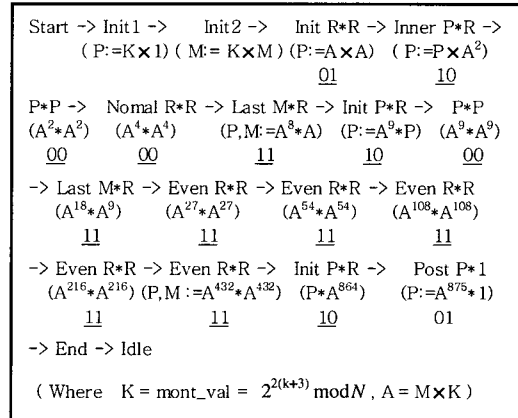 Start -> Init1 -> Init2 -> Init R*R -> Inner P*R ->
( P:=K×1) ( M:= K×M) (P:=A×A) ( P:=P×A²)
01 10
P*P -> Nomal R*R -> Last M*R -> Init P*R -> P*P
(A²*A²) (A⁴*A⁴) (P,M:=A⁸*A) (P:=A⁹*P) (A⁹*A⁹)
00 00 11 10 00
-> Last M*R -> Even R*R -> Even R*R -> Even R*R
(A¹⁸*A⁹) (A²⁷*A²⁷) (A⁵⁴*A⁵⁴) (A¹⁰⁸*A¹⁰⁸)
11 11 11 11
-> Even R*R -> Even R*R -> Init P*R -> Post P*1
(A²¹⁶*A²¹⁶) (P,M :=A⁴³²*A⁴³²) (P*A⁸⁶⁴) (P:=A⁸⁷⁵*1)
11 11 10 01
-> End -> Idle
( Where K = mont_val = 2²⁽ᵏ⁺³⁾ mod N , A = M×K )